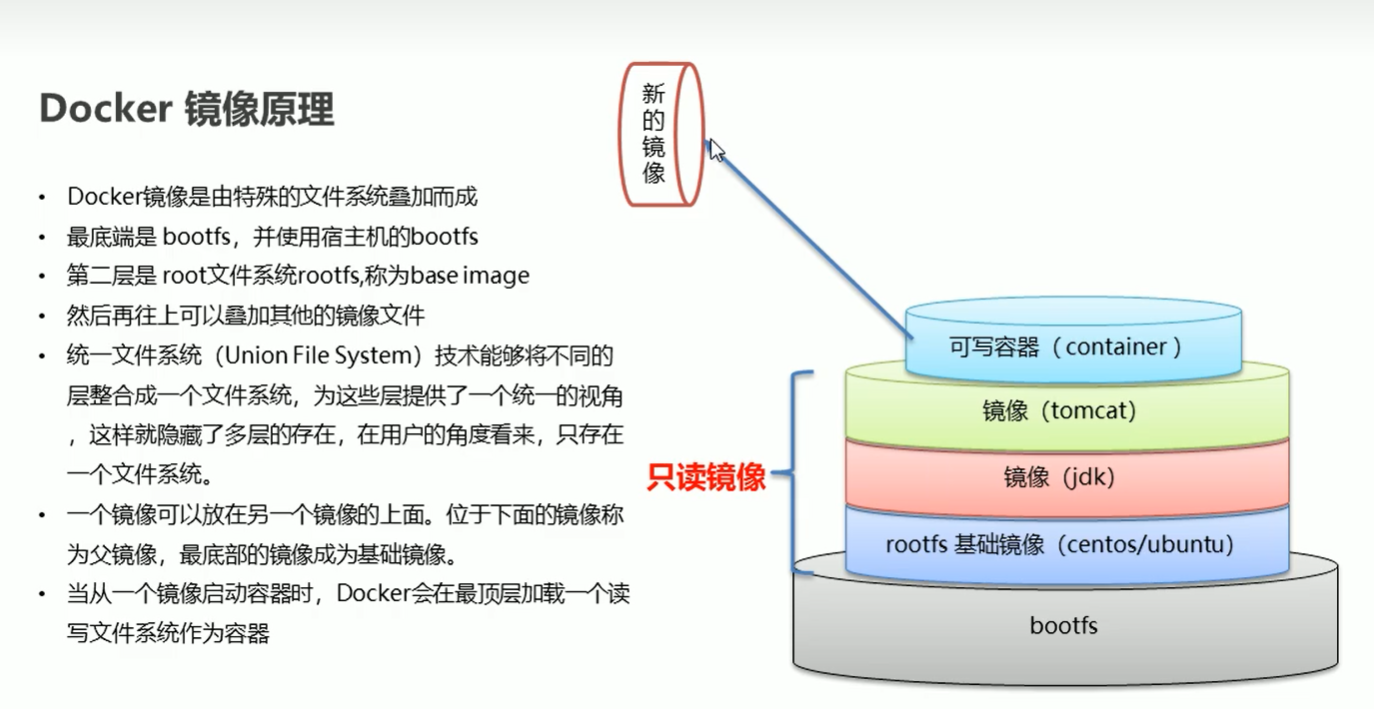 Docker 镜像原理
• Docker镜像是由特殊的文件系统叠加而成
• 最底端是 bootfs，并使用宿主机的bootfs
• 第二层是 root文件系统rootfs,称为base image
• 然后再往上可以叠加其他的镜像文件
• 统一文件系统（Union File System）技术能够将不同的
层整合成一个文件系统，为这些层提供了一个统一的视角
，这样就隐藏了多层的存在，在用户的角度看来，只存在
一个文件系统。
• 一个镜像可以放在另一个镜像的上面。位于下面的镜像称
为父镜像，最底部的镜像成为基础镜像。
• 当从一个镜像启动容器时，Docker会在最顶层加载一个读
写文件系统作为容器
新
的
镜
像
可写容器（container）
镜像（tomcat）
镜像（jdk）
只读镜像
rootfs 基础镜像（centos/ubuntu）
bootfs